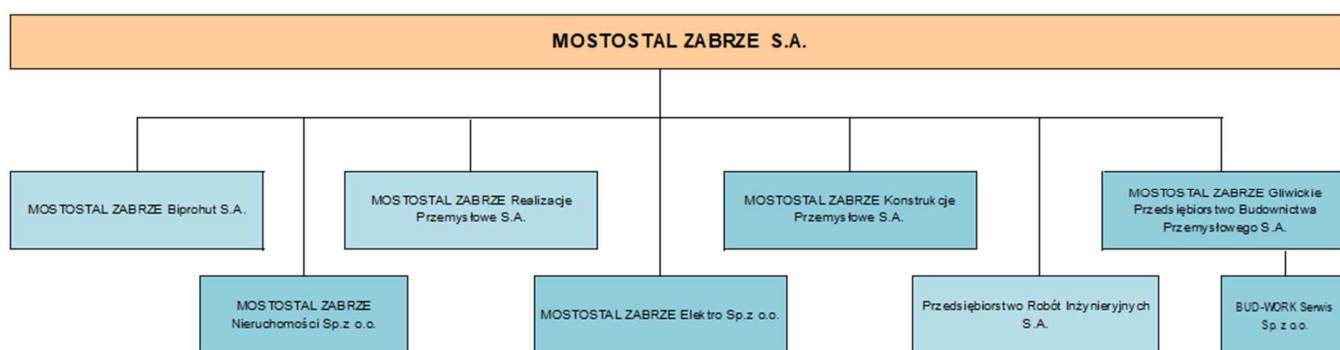 MOSTOSTAL ZABRZE S.A.
MOSTOSTAL ZABRZE Biprohut S.A.
MOSTOSTAL ZABRZE Realizacje
Przemysłowe S.A.
MOSTOSTAL ZABRZE Konstrukcje
Przemysłowe S.A.
MOSTOSTAL ZABRZE Gliwickie
Przedsiębiorstwo Budownictwa
Przemysłowego S.A.
MOSTOSTAL ZABRZE
Nieruchomości Sp.z o.o.
MOSTOSTAL ZABRZE Elektro Sp.z o.o.
Przedsiębiorstwo Robót Inżynieryjnych
S.A.
BUD-WORK Serwis
Sp. z o.o.